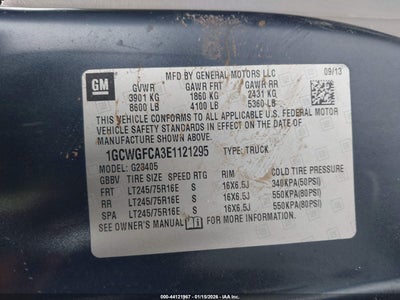 GM
MFD BY GENERAL MOTORS LLC
09/13
GVWR GAWR FRT GAWR RR
3901 KG 1860 KG 2431 KG
8600 LB 4100 LB 5360 LB
THIS VEHICLE CONFORMS TO ALL APPLICABLE U.S. FEDERAL MOTOR
VEHICLE SAFETY STANDARDS IN EFFECT ON THE DATE OF
MANUFACTURE SHOWN ABOVE.
1GCWGFCA3E1121295 TYPE: TRUCK
MODEL: G23405
GBBV TIRE SIZE SPEED RTG RIM COLD TIRE PRESSURE
FRT LT245/75R16E S 16X6.5J 340KPA(50PSI)
RR LT245/75R16E S 16X6.5J 550KPA(80PSI)
SPA LT245/75R16E S 16X6.5J 550KPA(80PSI)
SEE OWNER'S MANUAL FOR MORE INFORMATION.
000-44121967 - 01/15/2026 - IAAI.COM